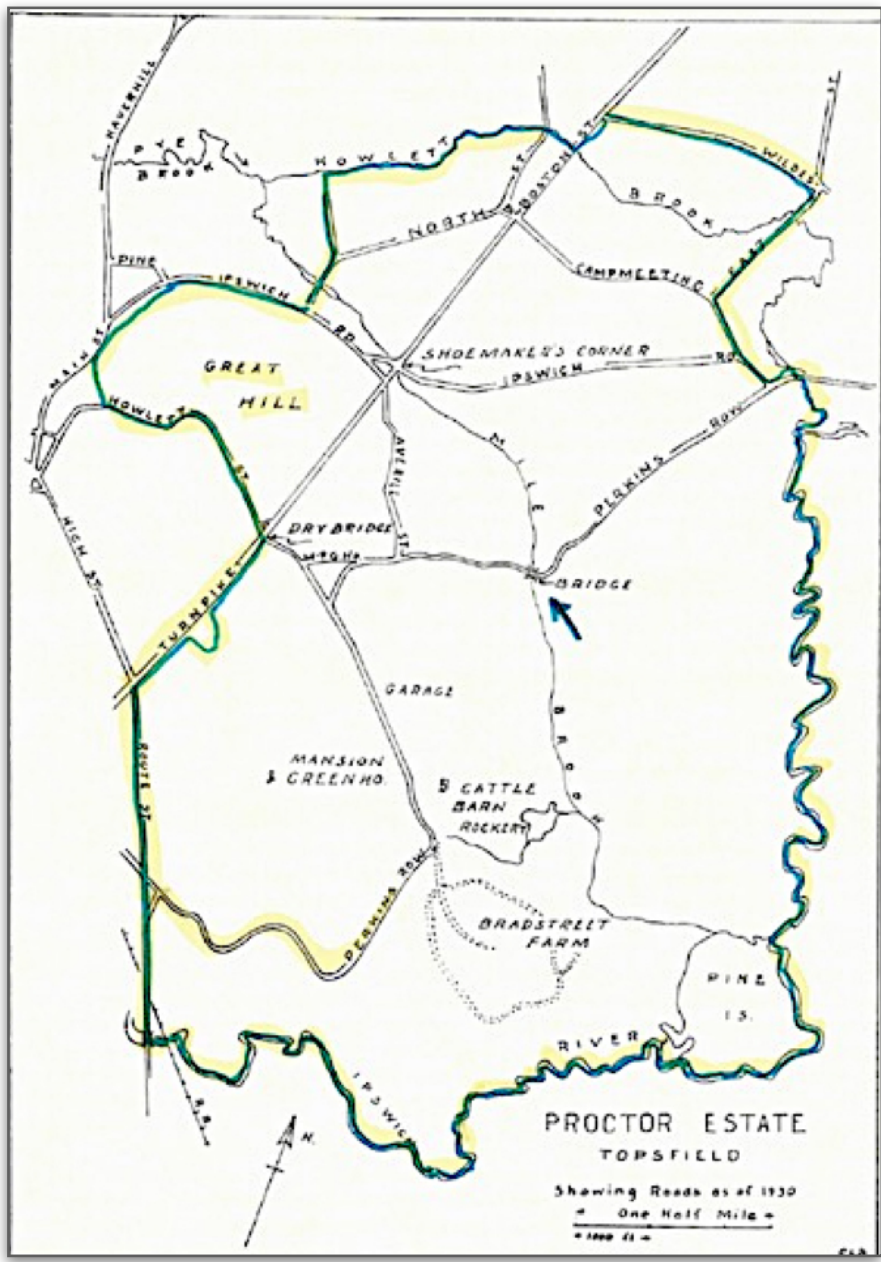 HAVERHILL
PYE
BROOK
HOWLETT
ST.
BOSTON ST.
WILDES
ST
NORTH
ST.
BROOK
PINE
IPSWICH
RD
CAMPMEETING
EAST
MAIN ST
GREAT
HILL
SHOEMAKER'S CORNER
IPSWICH
RD
HOWLETT
ST
MILE
AVERILL
ST.
PERKINS
ROW
HIGH ST.
DRY BRIDGE
TURNPIKE
BRIDGE
GARAGE
BROOK
ROUTE
MANSION
& GREENHO.
CATTLE
BARN
ROCKERY
PERKINS ROW
BRADSTREET
FARM
PINE
IS.
RIVER
IPSWICH
R.R.
N.
PROCTOR ESTATE
TOPSFIELD
Showing Roads as of 1930
One Half Mile